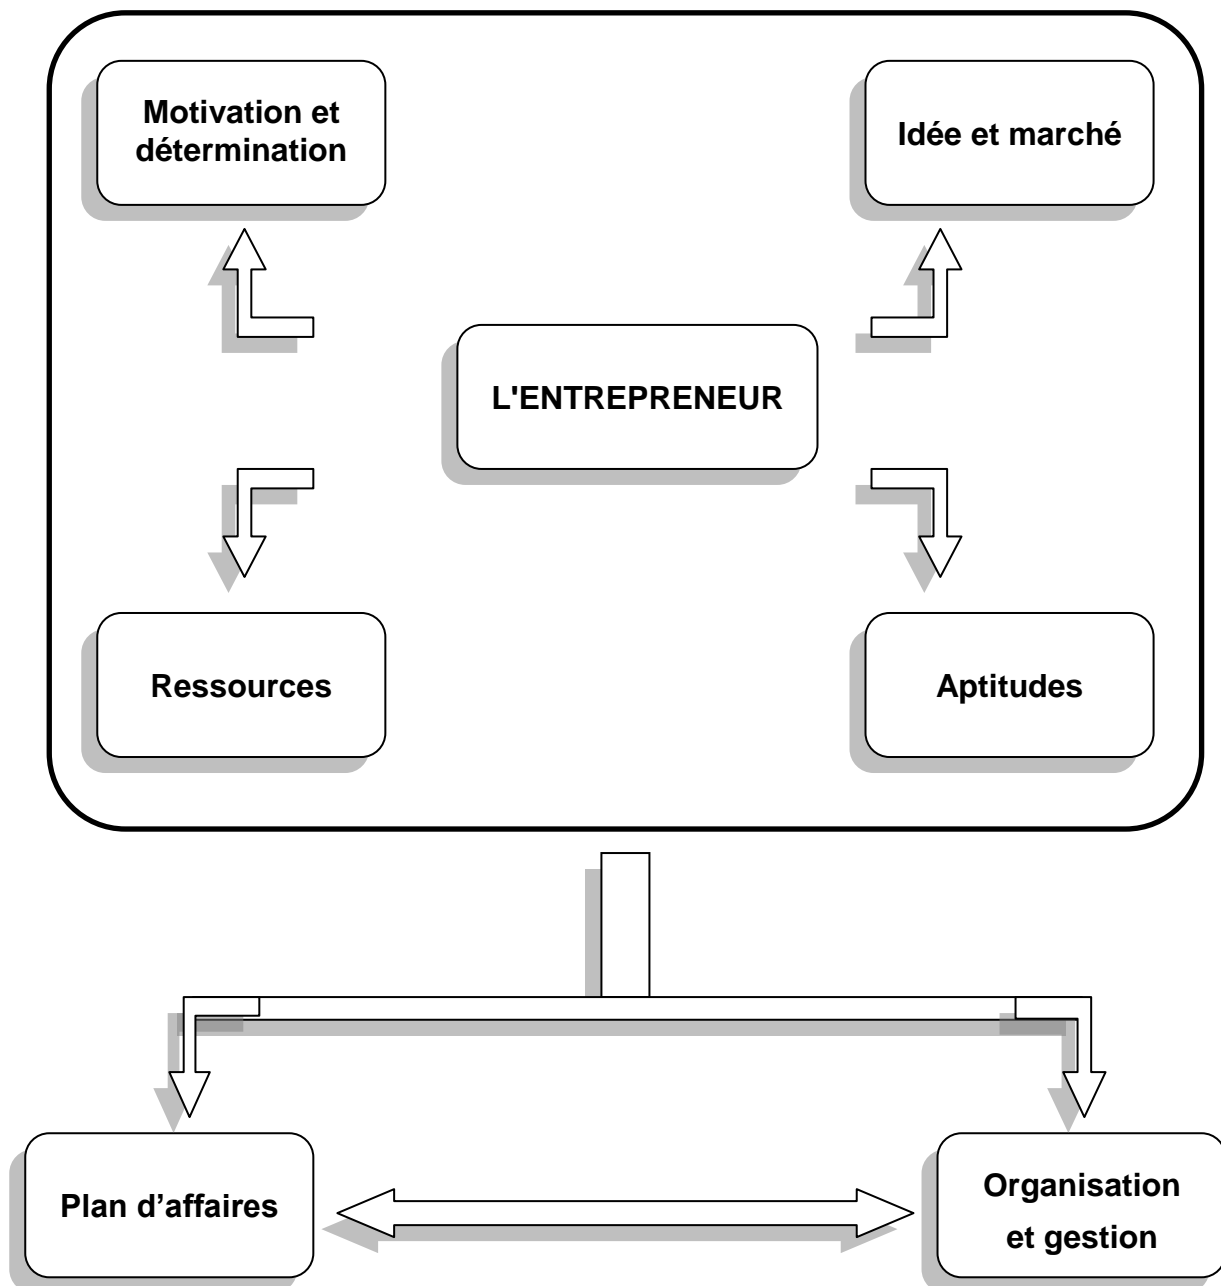 Motivation et
détermination
Idée et marché
L'ENTREPRENEUR
Ressources
Aptitudes
Plan d’affaires
Organisation
et gestion